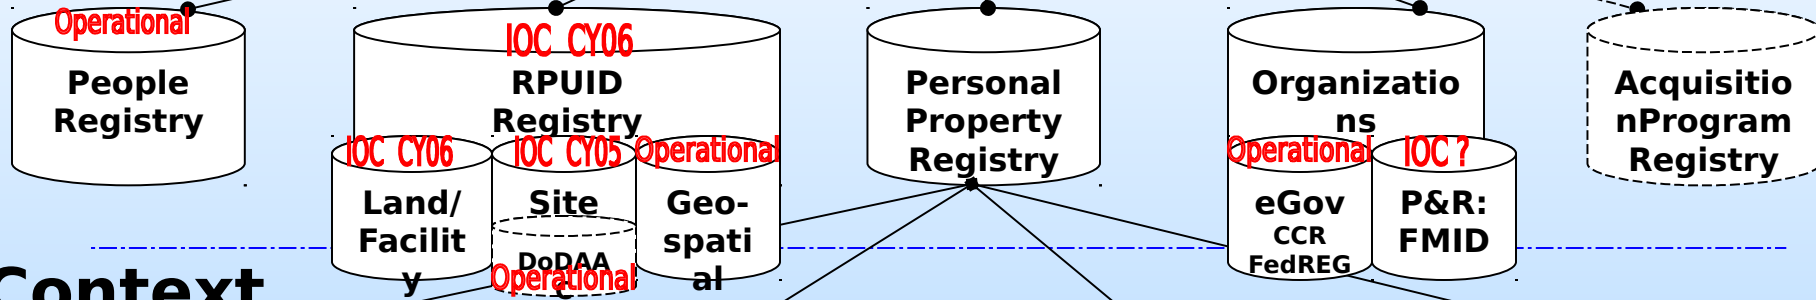 Operational
People
Registry
IOC CY06
RPUID
Registry
IOC CY06
Land/
Facilit
y
IOC CY05
Site
DoDAA
C
Operational
Operational
Geo-
spati
al
Personal
Property
Registry
Organizatio
ns
Operational
eGov
CCR
FedREG
IOC ?
P&R:
FMID
Acquisitio
nProgram
Registry
Context